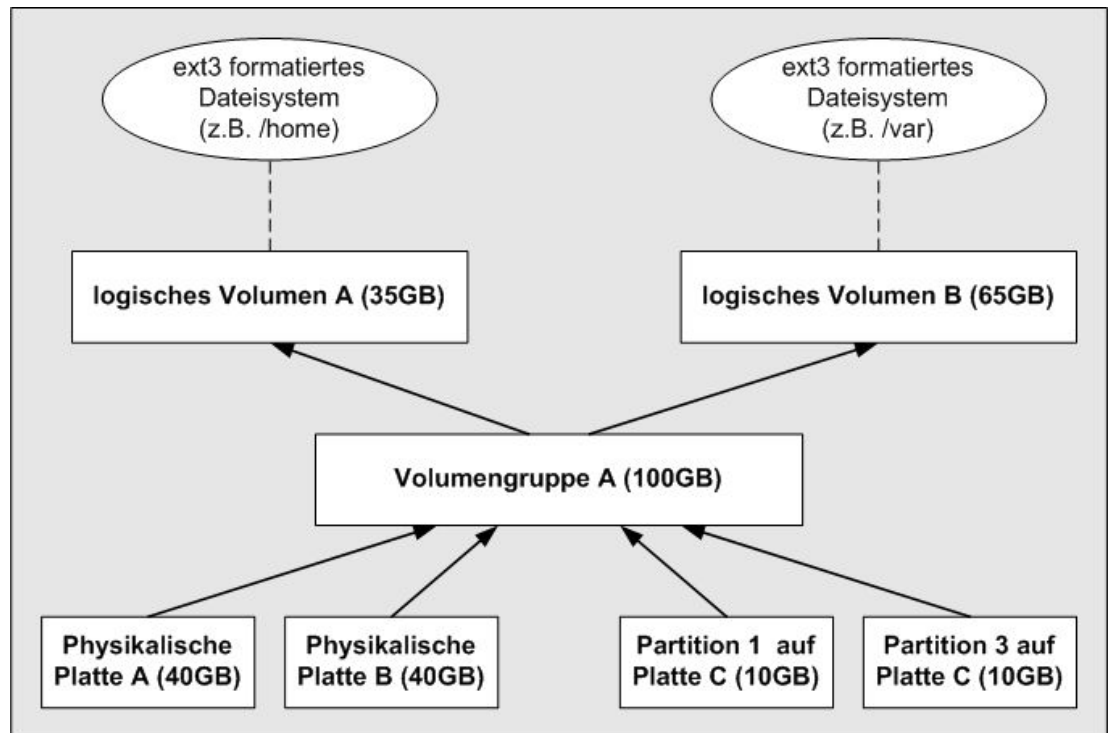 ext3 formatiertes
Dateisystem
(z.B. /home)
ext3 formatiertes
Dateisystem
(z.B. /var)
logisches Volumen A (35GB)
logisches Volumen B (65GB)
Volumengruppe A (100GB)
Physikalische
Platte A (40GB)
Physikalische
Platte B (40GB)
Partition 1 auf
Platte C (10GB)
Partition 3 auf
Platte C (10GB)